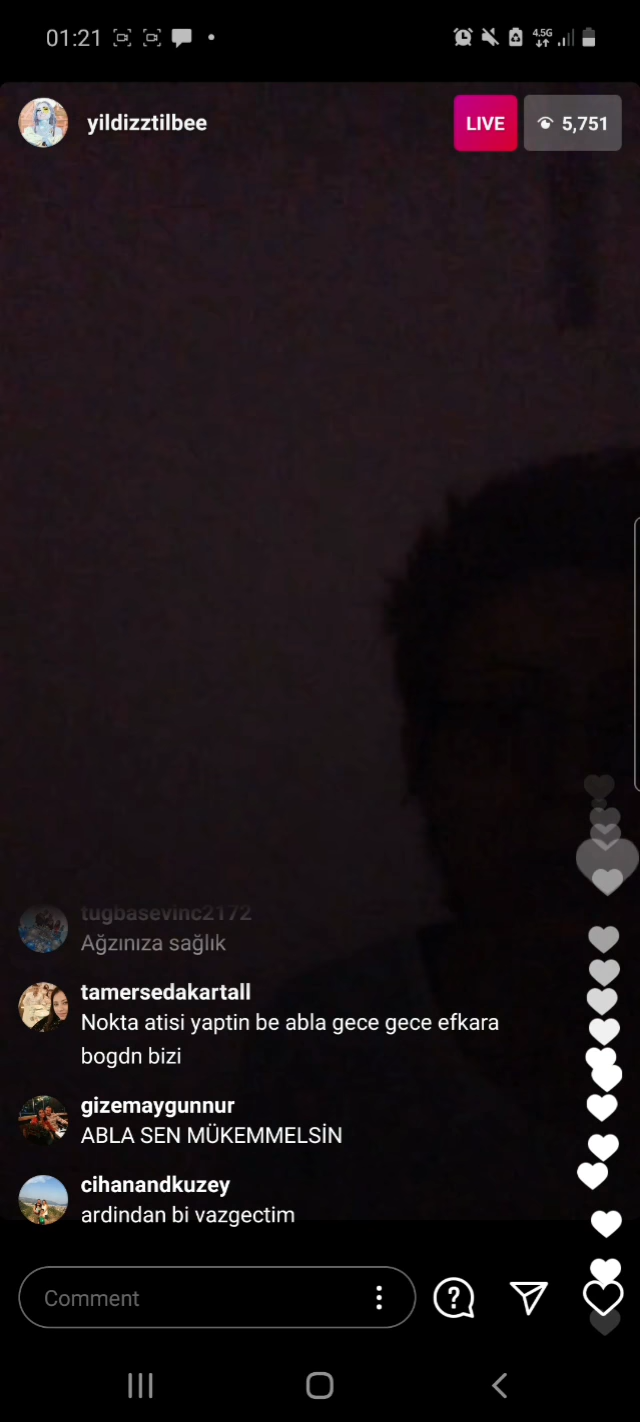 01:21
4.5G
yildizztilbee
LIVE
5,751
tugbasevinc2172
Ağzınıza sağlık
tamersedakartall
Nokta atisi yaptin be abla gece gece efkara
bogdn bizi
gizemaygunnur
ABLA SEN MÜKEMMELSİN
cihanandkuzey
ardindan bi vazgectim
Comment